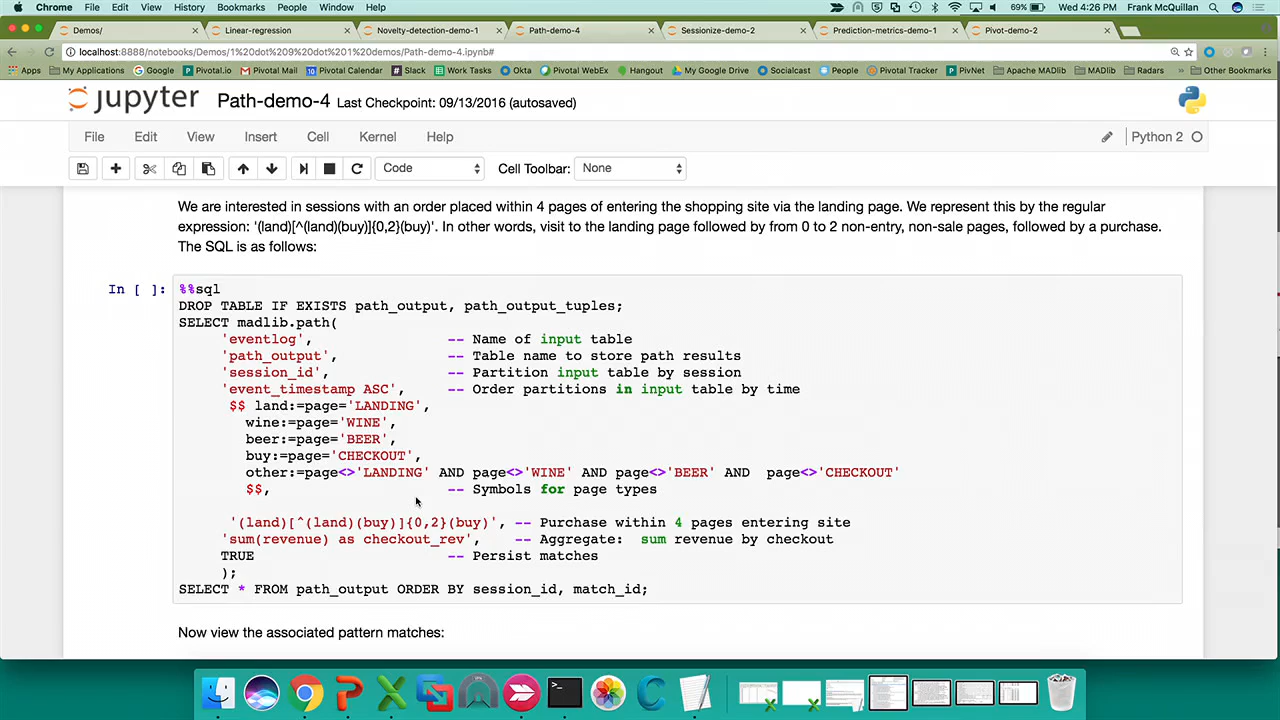 Chrome File Edit View History Bookmarks People Window Help 69% Wed 4:26 PM Frank McQuillan
Demos/ Linear-regression Novelty-detection-demo-1 Path-demo-4 Sessionize-demo-2 Prediction-metrics-demo-1 Pivot-demo-2
localhost:8888/notebooks/Demos/1%20dot%209%20dot%201%20demos/Path-demo-4.ipynb#
Apps My Applications Google Pivotal.io Pivotal Mail Pivotal Calendar Slack Work Tasks Okta Pivotal WebEx Hangout My Google Drive Socialcast People Pivotal Tracker PivNet Apache MADlib MADlib Radars » Other Bookmarks
jupyter Path-demo-4 Last Checkpoint: 09/13/2016 (autosaved)
File Edit View Insert Cell Kernel Help Python 2
Code Cell Toolbar: None
We are interested in sessions with an order placed within 4 pages of entering the shopping site via the landing page. We represent this by the regular
expression: '(land)[^(land)(buy)]{0,2}(buy)'. In other words, visit to the landing page followed by from 0 to 2 non-entry, non-sale pages, followed by a purchase.
The SQL is as follows:
In [ ]: %%sql
DROP TABLE IF EXISTS path_output, path_output_tuples;
SELECT madlib.path(
'eventlog', -- Name of input table
'path_output', -- Table name to store path results
'session_id', -- Partition input table by session
'event_timestamp ASC', -- Order partitions in input table by time
$$ land:=page='LANDING',
wine:=page='WINE',
beer:=page='BEER',
buy:=page='CHECKOUT',
other:=page<>'LANDING' AND page<>'WINE' AND page<>'BEER' AND  page<>'CHECKOUT'
$$, -- Symbols for page types
'(land)[^(land)(buy)]{0,2}(buy)', -- Purchase within 4 pages entering site
'sum(revenue) as checkout_rev', -- Aggregate:  sum revenue by checkout
TRUE -- Persist matches
);
SELECT * FROM path_output ORDER BY session_id, match_id;
Now view the associated pattern matches: